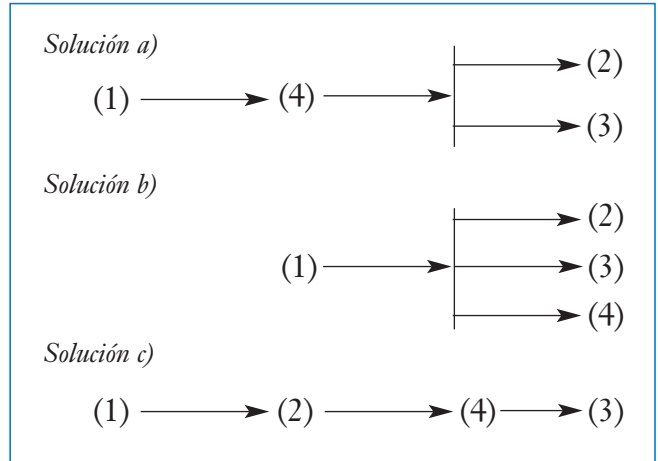 Solución a)
(2)
(1) (4)
(3)
Solución b)
(2)
(1) (3)
(4)
Solución c)
(1) (2) (4) (3)